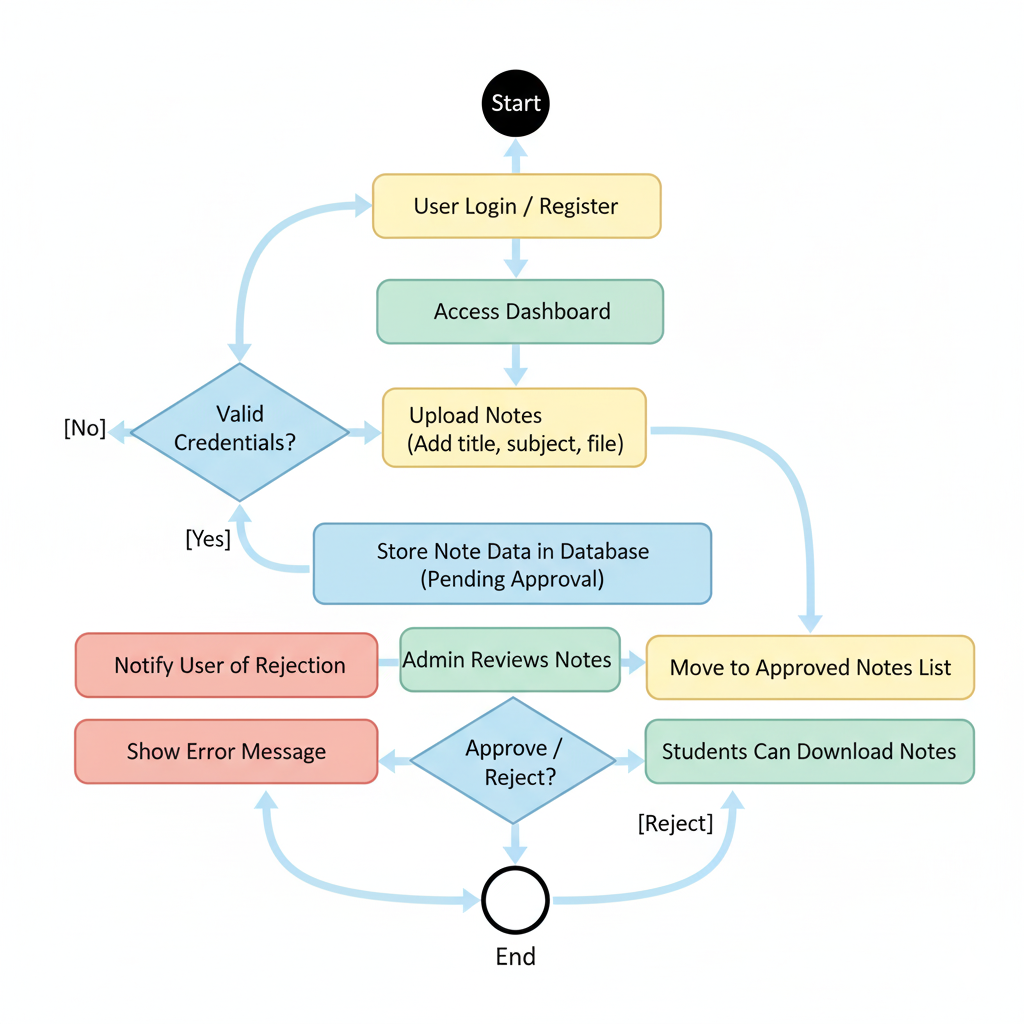 Start
User Login / Register
Access Dashboard
Valid
Credentials?
[No]
Upload Notes
(Add title, subject, file)
[Yes]
Store Note Data in Database
(Pending Approval)
Notify User of Rejection
Admin Reviews Notes
Move to Approved Notes List
Show Error Message
Approve /
Reject?
Students Can Download Notes
[Reject]
End